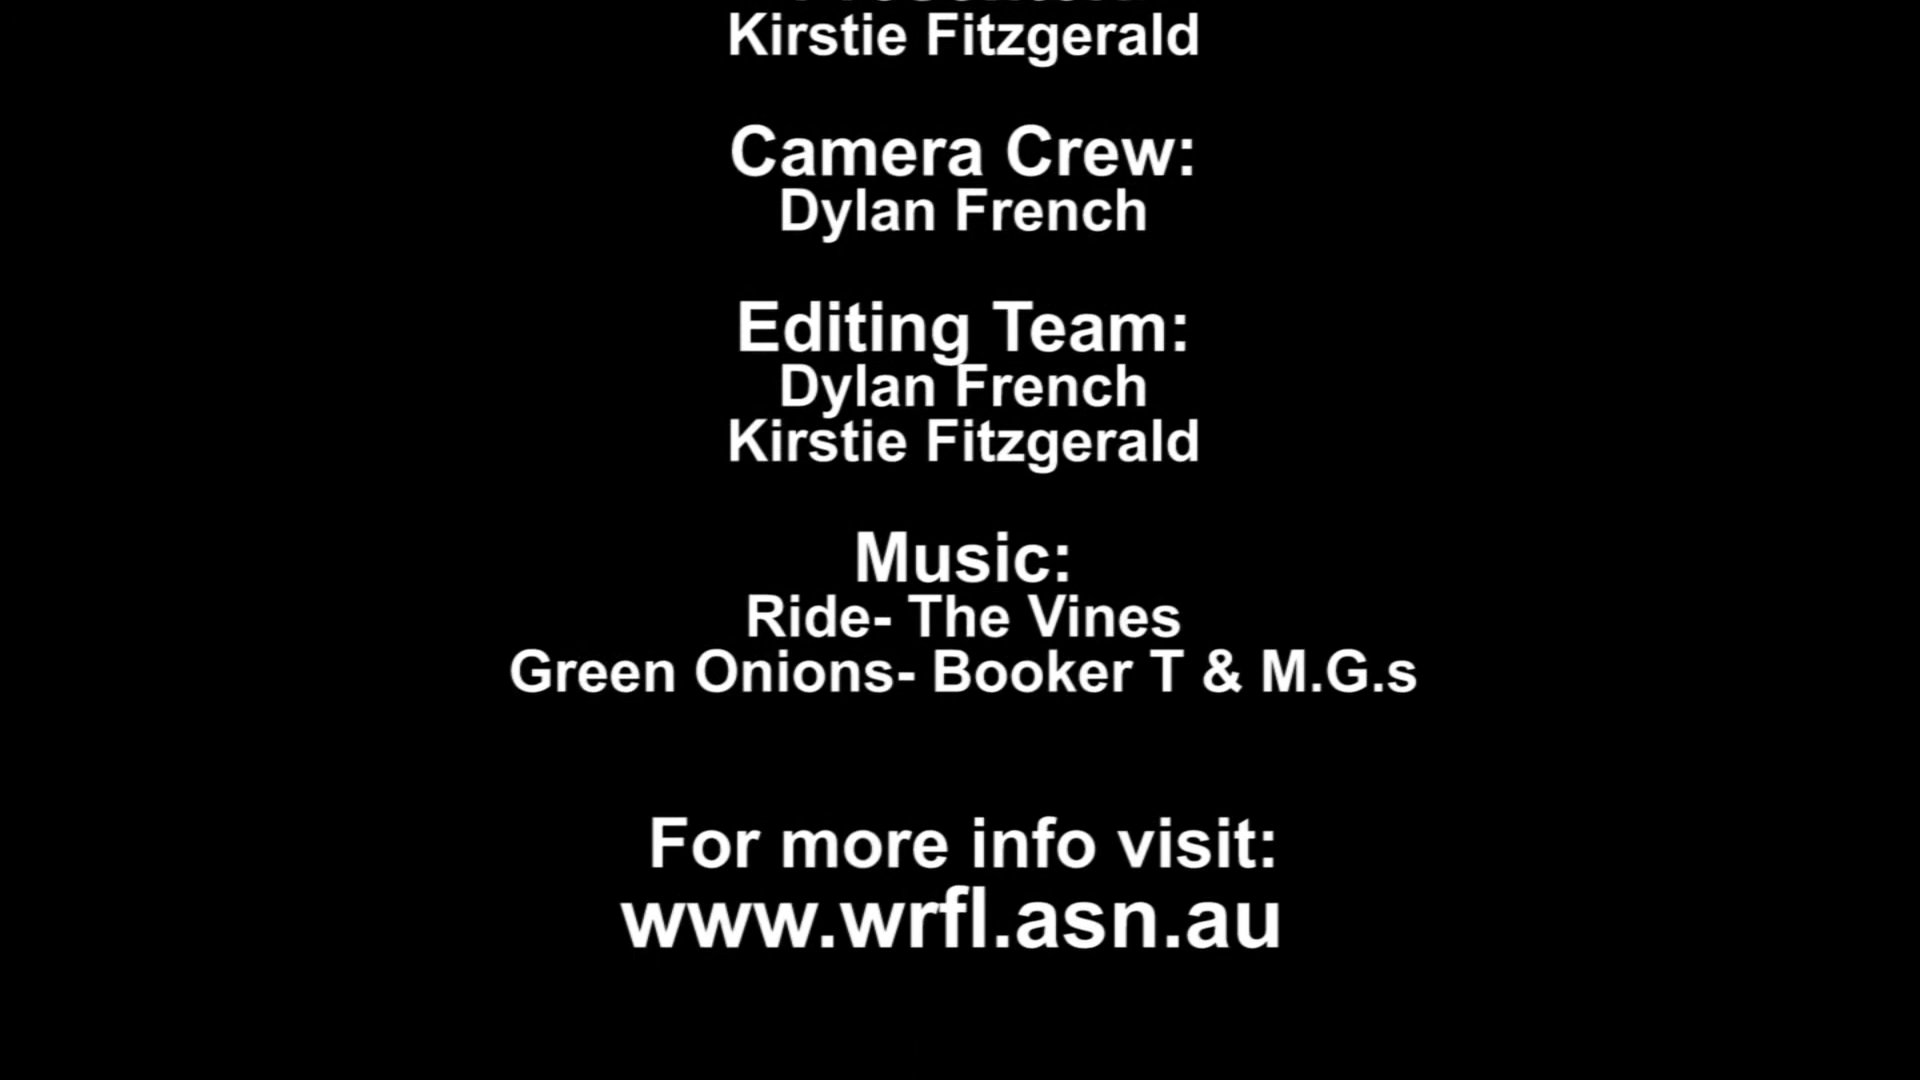 Kirstie Fitzgerald
Camera Crew:
Dylan French
Editing Team:
Dylan French
Kirstie Fitzgerald
Music:
Ride- The Vines
Green Onions- Booker T & M.G.s
For more info visit:
www.wrfl.asn.au